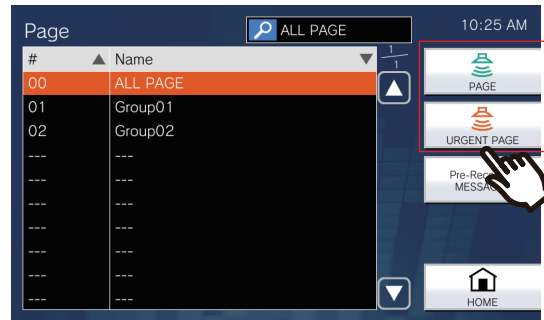 Page
ALL PAGE
10:25 AM
# ▲ Name ▼
1/1
00 ALL PAGE
01 Group01
02 Group02
--- ---
--- ---
--- ---
--- ---
--- ---
--- ---
--- ---
PAGE
URGENT PAGE
Pre-Rec
MESSA
HOME